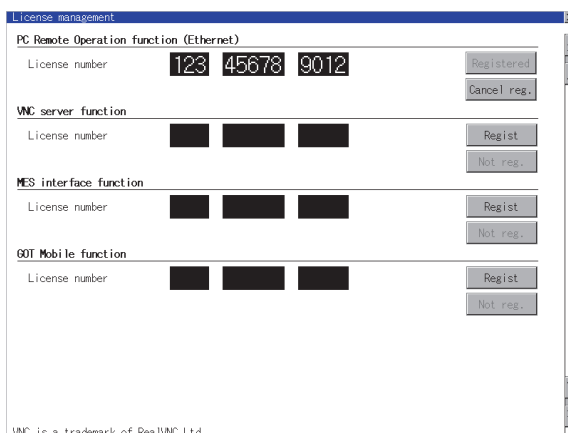 License management
PC Remote Operation function (Ethernet)
License number 123 45678 9012 Registered
Cancel reg.
VNC server function
License number Regist
Not reg.
MES interface function
License number Regist
Not reg.
GOT Mobile function
License number Regist
Not reg.
VNC is a trademark of RealVNC Ltd